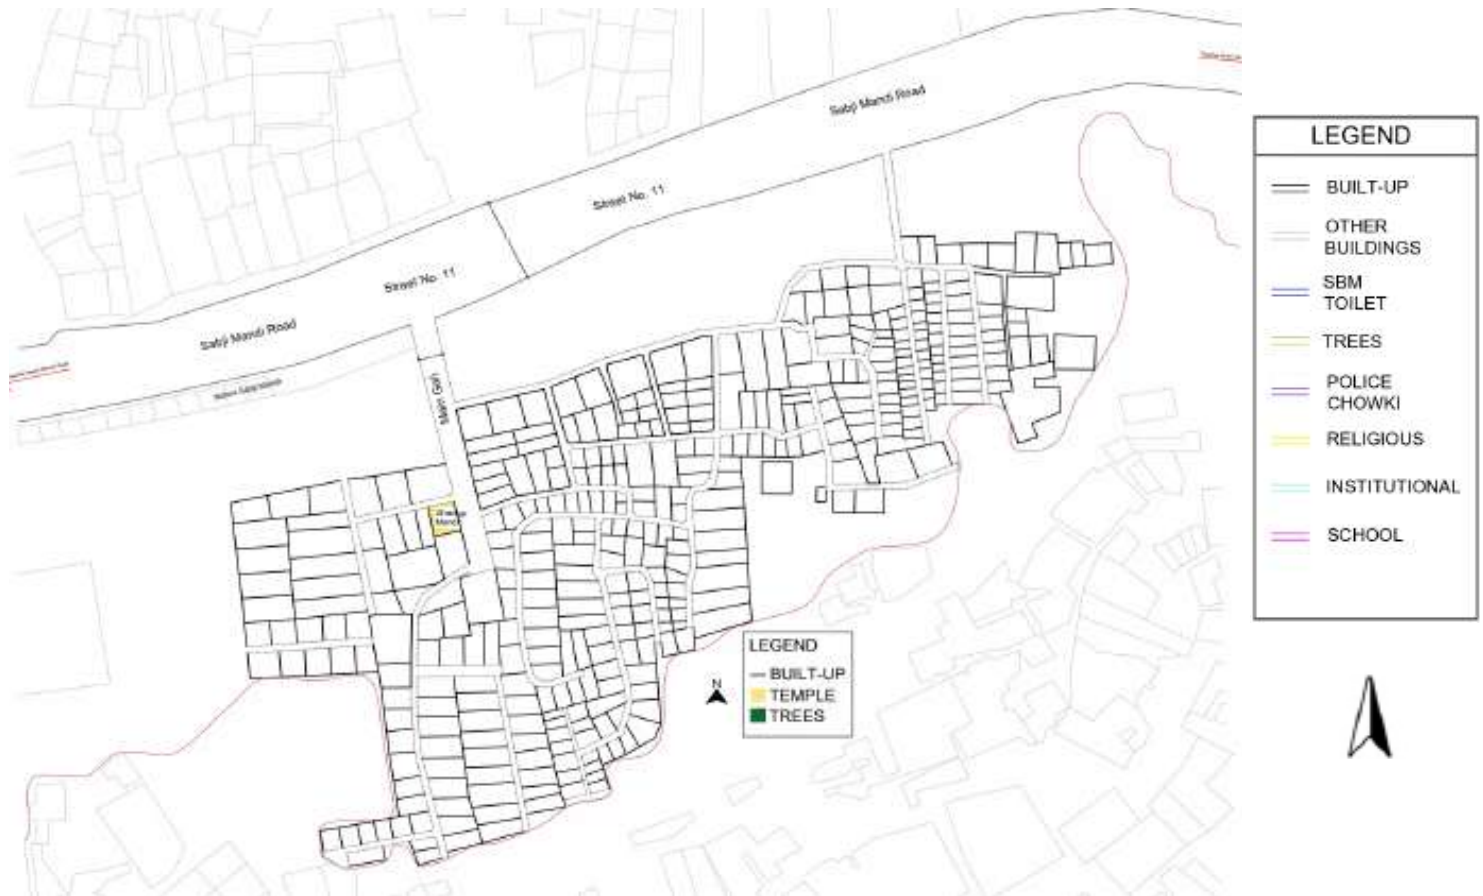 Sabji Mandi Road
Street No. 11
Street No. 11
Sabji Mandi Road
Main Gali
LEGEND
BUILT-UP
TEMPLE
TREES
N
LEGEND
BUILT-UP
OTHER
BUILDINGS
SBM
TOILET
TREES
POLICE
CHOWKI
RELIGIOUS
INSTITUTIONAL
SCHOOL